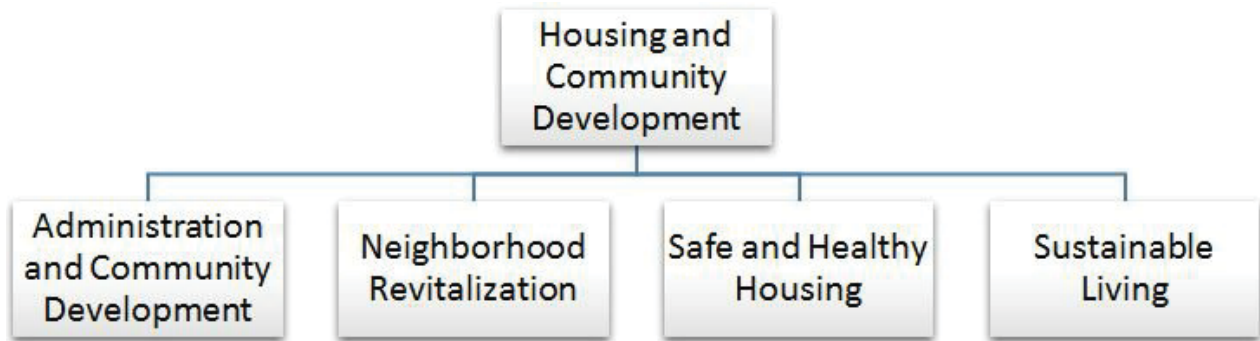 Housing and
Community
Development
Administration
and Community
Development
Neighborhood
Revitalization
Safe and Healthy
Housing
Sustainable
Living